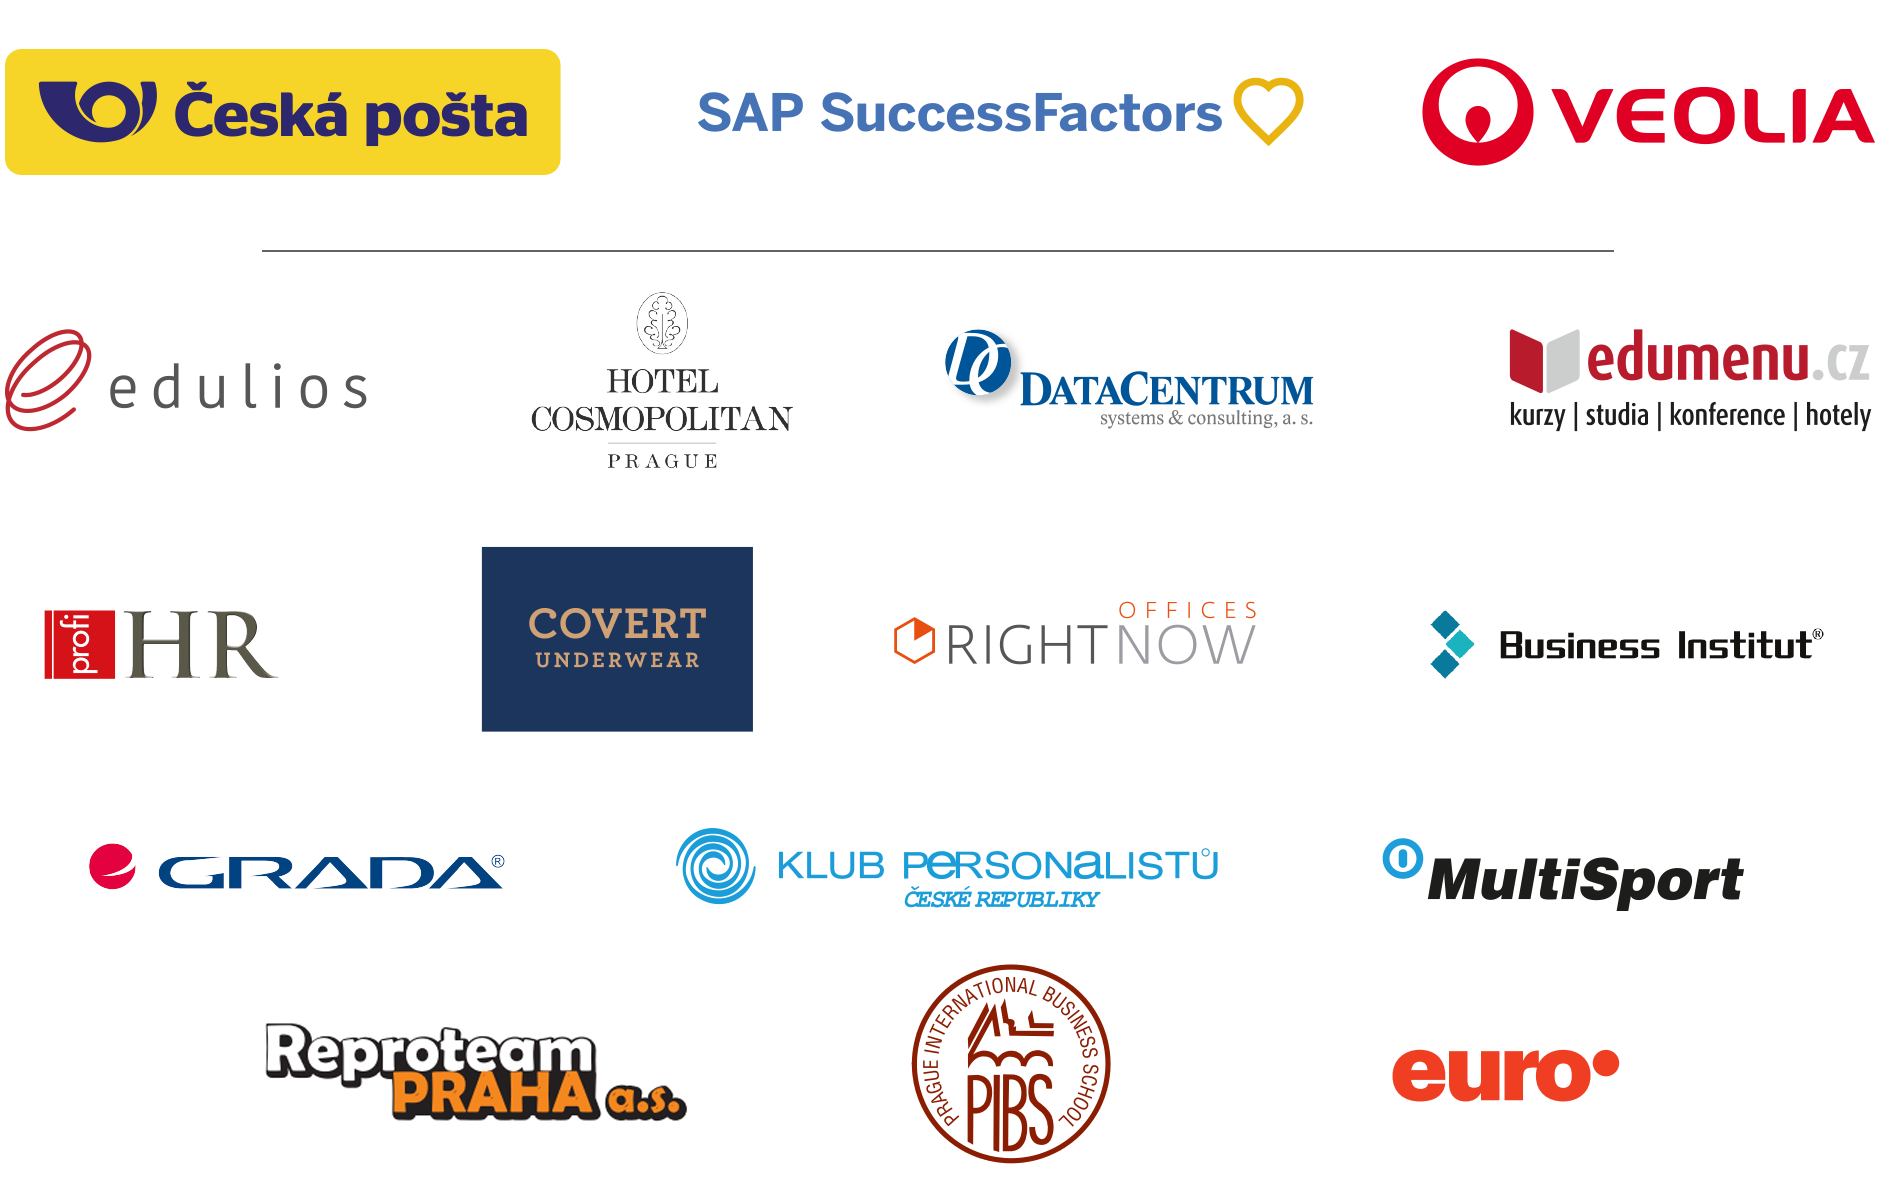 Česká pošta
SAP SuccessFactors
VEOLIA
edulios
HOTEL
COSMOPOLITAN
PRAGUE
DC
DATACENTRUM
systems & consulting, a. s.
edumenu.cz
kurzy | studia | konference | hotely
profi
HR
COVERT
UNDERWEAR
OFFICES
RIGHTNOW
Business Institut®
GRADA®
KLUB PeRSONaLISTŮ
ČESKÉ REPUBLIKY
MultiSport
Reproteam
PRAHA a.s.
PRAGUE INTERNATIONAL BUSINESS SCHOOL
PIBS
euro